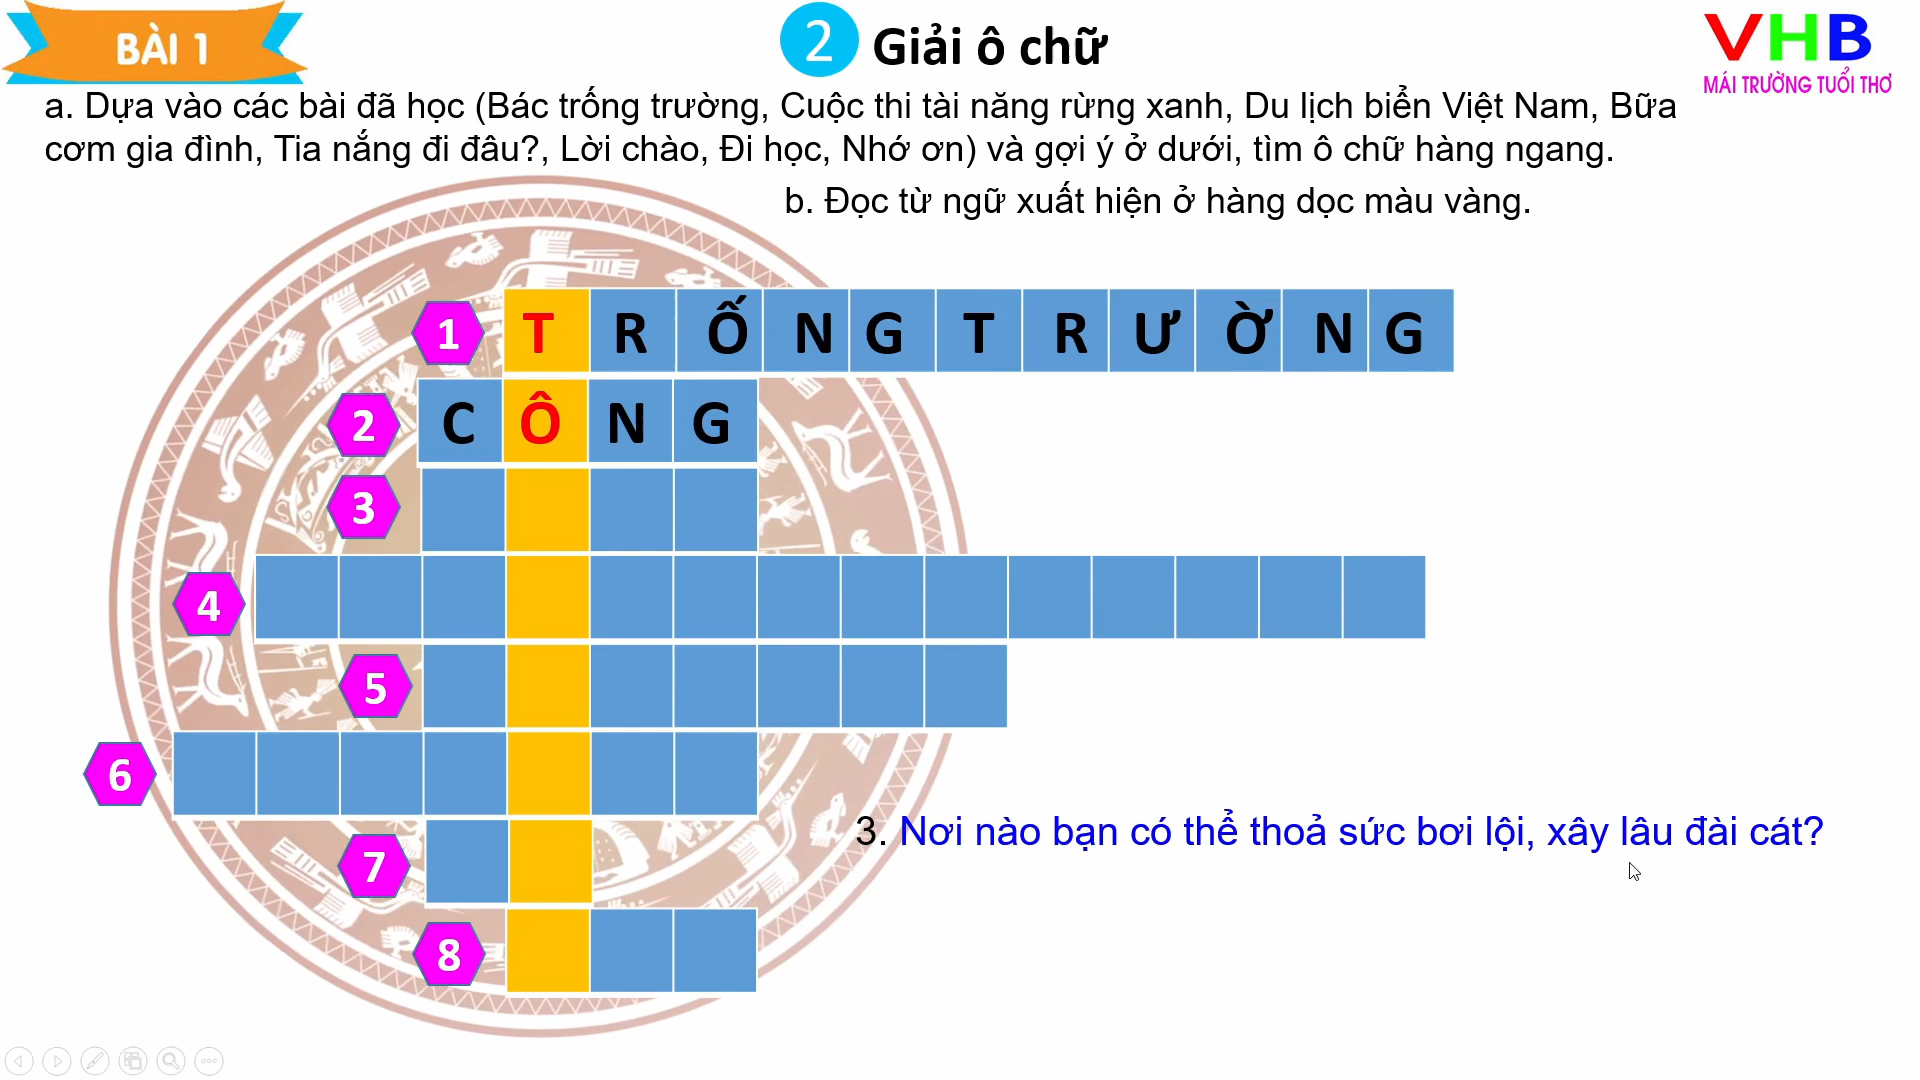 BÀI 1
2 Giải ô chữ
VHB
MÁI TRƯỜNG TUỔI THƠ
a. Dựa vào các bài đã học (Bác trống trường, Cuộc thi tài năng rừng xanh, Du lịch biển Việt Nam, Bữa
cơm gia đình, Tia nắng đi đâu?, Lời chào, Đi học, Nhớ ơn) và gợi ý ở dưới, tìm ô chữ hàng ngang.
b. Đọc từ ngữ xuất hiện ở hàng dọc màu vàng.
1 T R Ố N G T R Ư Ờ N G
2 C Ô N G
3
4
5
6
3. Nơi nào bạn có thể thoả sức bơi lội, xây lâu đài cát?
7
8